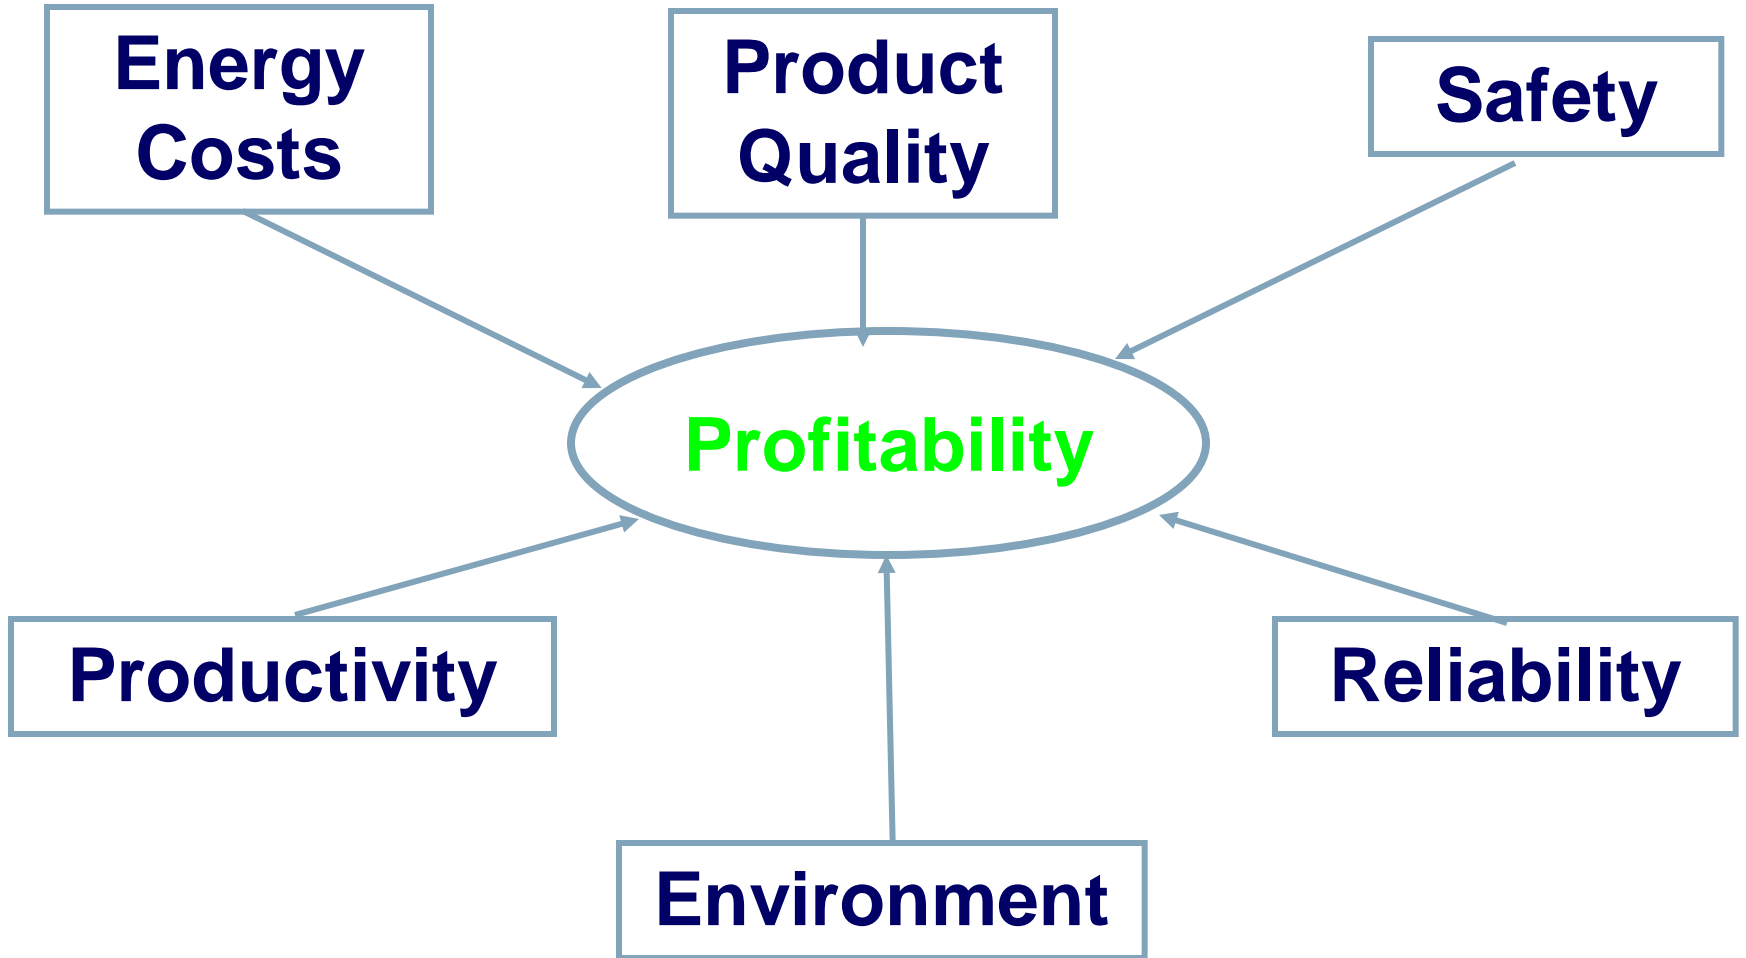 Energy
Costs
Product
Quality
Safety
Profitability
Productivity
Reliability
Environment